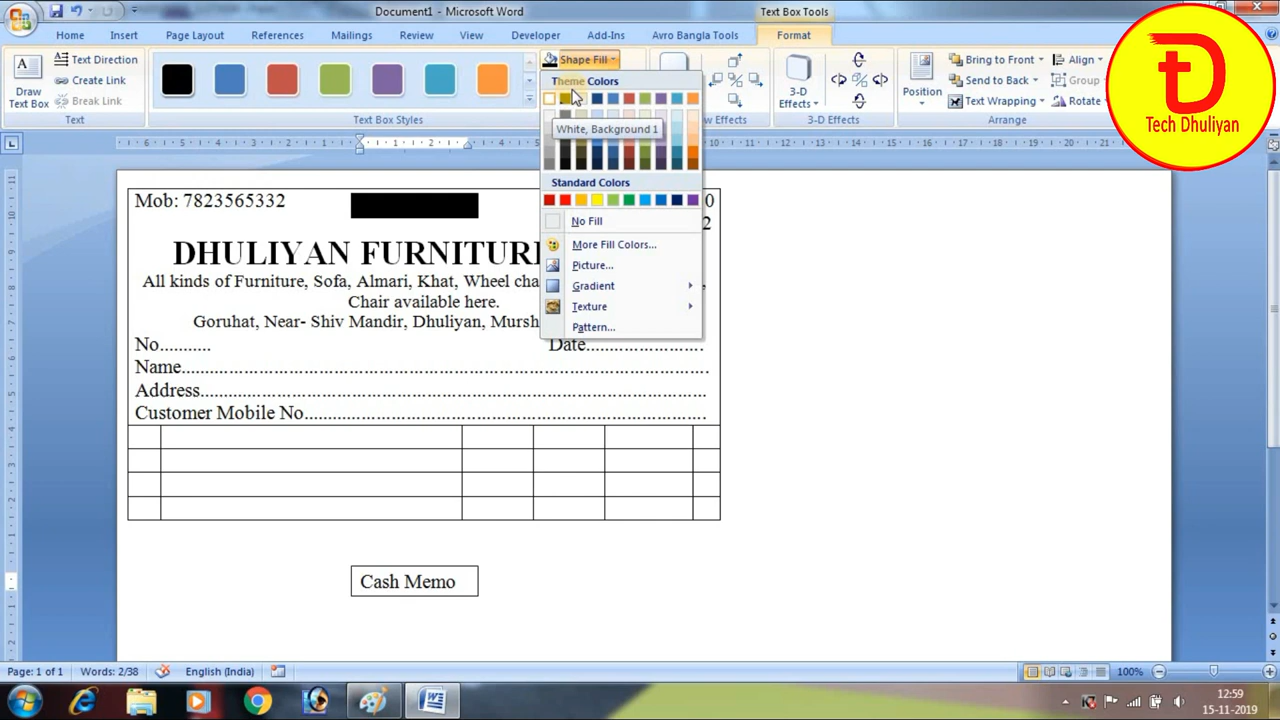 Document1 - Microsoft Word
Text Box Tools
Home
Insert
Page Layout
References
Mailings
Review
View
Developer
Add-Ins
Avro Bangla Tools
Format
Draw
Text Box
Text Direction
Create Link
Break Link
Text
Text Box Styles
Shape Fill
3-D
Effects
3-D Effects
Position
Bring to Front
Send to Back
Text Wrapping
Align
Group
Rotate
Arrange
t
Tech Dhuliyan
Theme Colors
White, Background 1
Standard Colors
No Fill
More Fill Colors...
Picture...
Gradient
Texture
Pattern...
Mob: 7823565332
0
2
DHULIYAN FURNITURE
All kinds of Furniture, Sofa, Almari, Khat, Wheel cha
Chair available here.
Goruhat, Near- Shiv Mandir, Dhuliyan, Mursh
No...........
Date.......................
Name
Address
Customer Mobile No
Cash Memo
Page: 1 of 1
Words: 2/38
English (India)
100%
12:59
15-11-2019